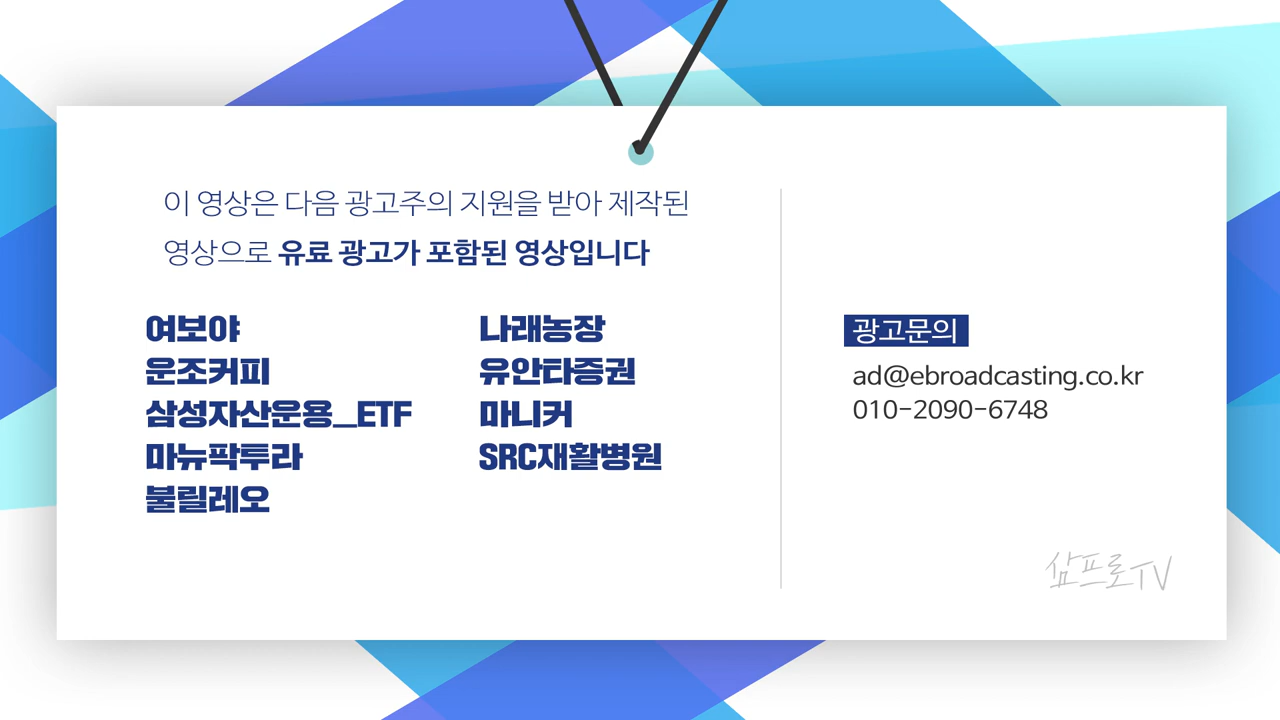 이 영상은 다음 광고주의 지원을 받아 제작된
영상으로 유료 광고가 포함된 영상입니다
여보야
운조커피
삼성자산운용_ETF
마뉴팍투라
불릴레오
나래농장
유안타증권
마니커
SRC재활병원
광고문의
ad@ebroadcasting.co.kr
010-2090-6748
삼프로TV